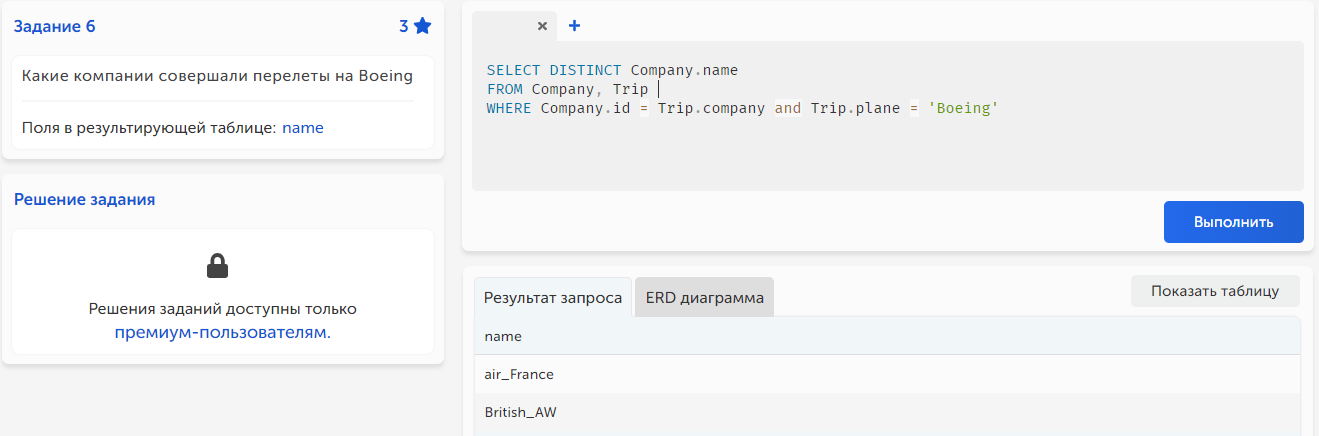 Задание 6
3
Какие компании совершали перелеты на Boeing
Поля в результирующей таблице: name
Решение задания
Решения заданий доступны только
премиум-пользователям.
SELECT DISTINCT Company.name
FROM Company, Trip
WHERE Company.id = Trip.company and Trip.plane = 'Boeing'
Выполнить
Результат запроса
ERD диаграмма
Показать таблицу
name
air_France
British_AW